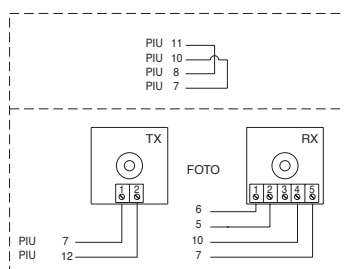 PIU 11
PIU 10
PIU 8
PIU 7
TX
RX
FOTO
1 2
1 2 3 4 5
6
5
10
7
PIU 7
PIU 12